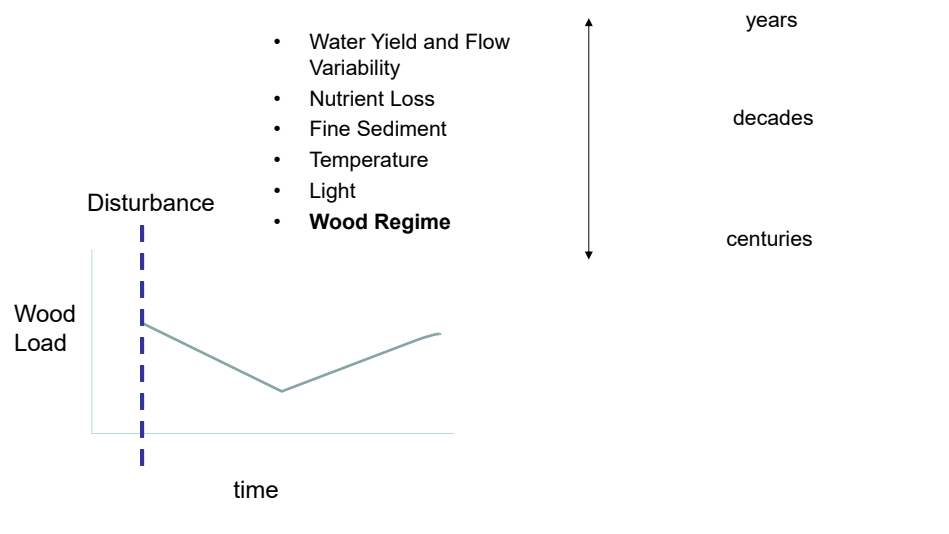 • Water Yield and Flow
Variability
• Nutrient Loss
• Fine Sediment
• Temperature
• Light
• Wood Regime
years
decades
centuries
Disturbance
Wood
Load
time